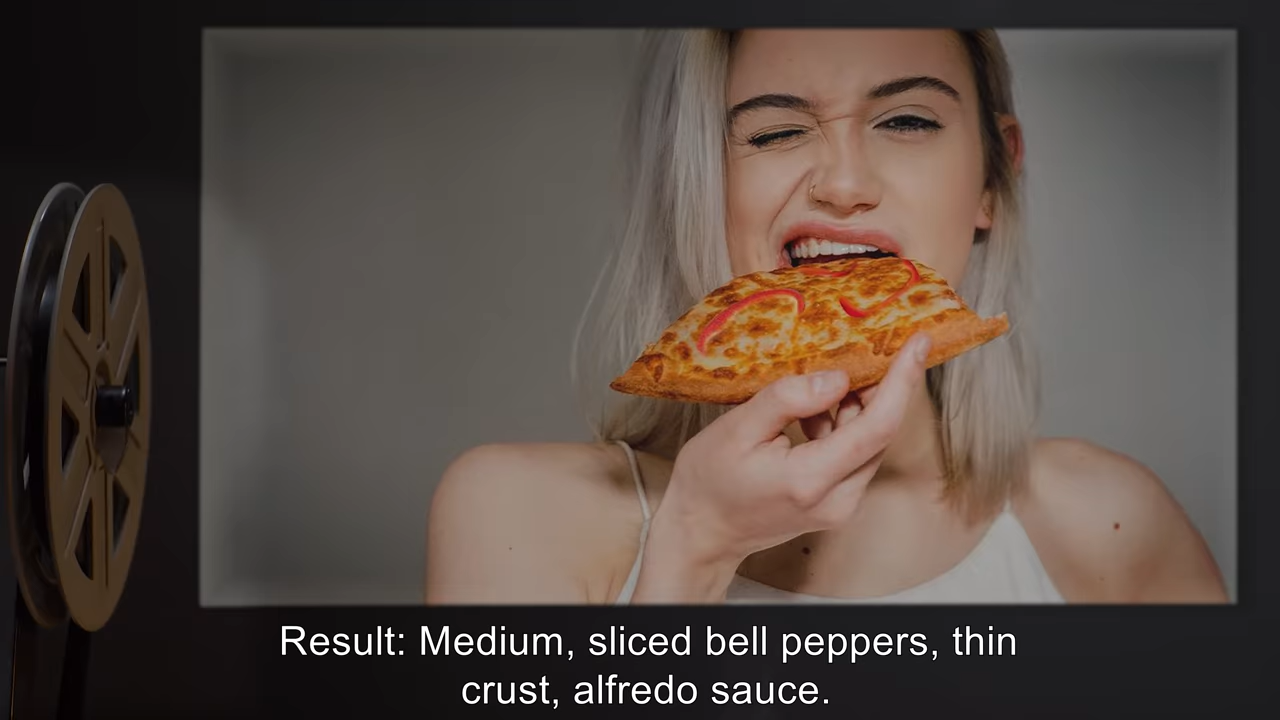 Result: Medium, sliced bell peppers, thin
crust, alfredo sauce.